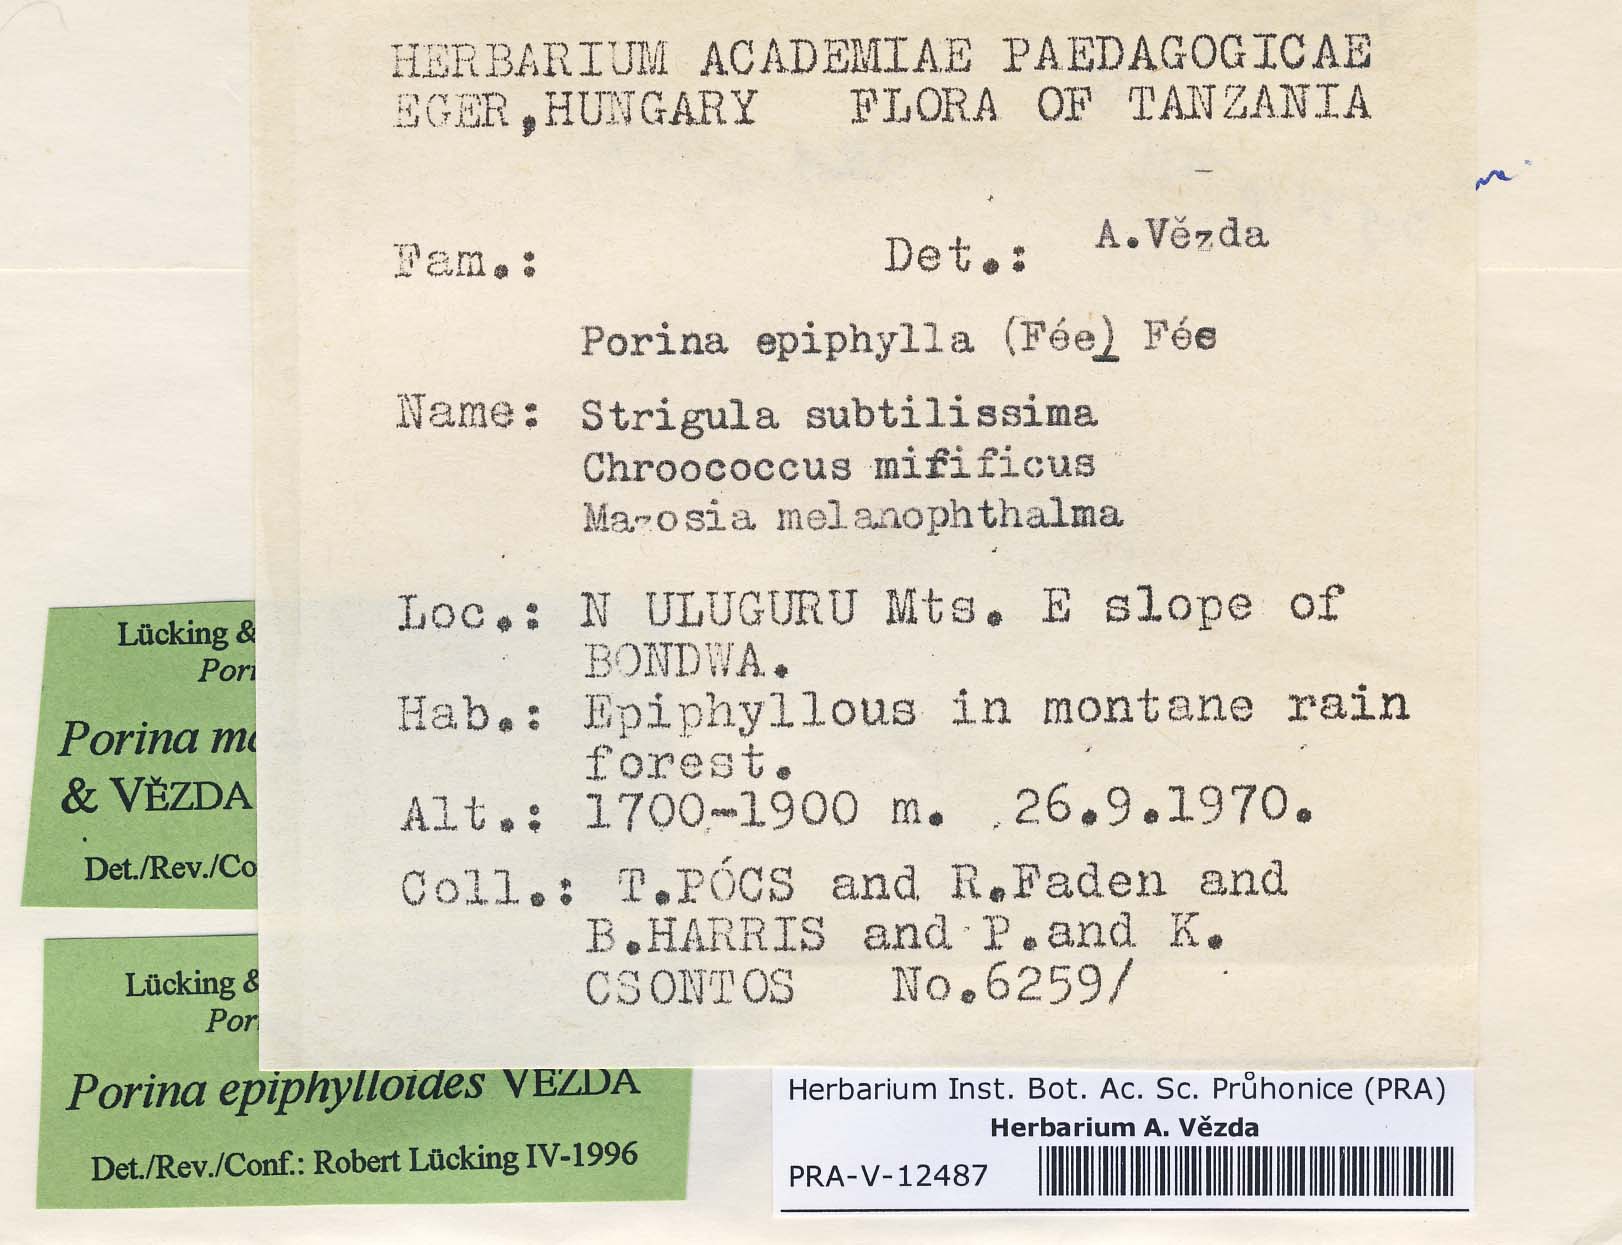 HERBARIUM ACADEMIAE PAEDAGOGICAE
EGER,HUNGARY FLORA OF TANZANIA
Fam.: Det.: A.Vězda
Porina epiphylla (Fée) Fée
Name: Strigula subtilissima
Chroococcus mifificus
Mazosia melanophthalma
Loc.: N ULUGURU Mts. E slope of
BONDWA.
Hab.: Epiphyllous in montane rain
forest.
Alt.: 1700-1900 m. 26.9.1970.
Coll.: T.PÓCS and R.Faden and
B.HARRIS and P.and K.
CSONTOS No.6259/
Lücking &
Porina
& VĚZDA
Det./Rev./Co
Lücking &
Porina epiphylloides VĚZDA
Det./Rev./Conf.: Robert Lücking IV-1996
Herbarium Inst. Bot. Ac. Sc. Průhonice (PRA)
Herbarium A. Vězda
PRA-V-12487